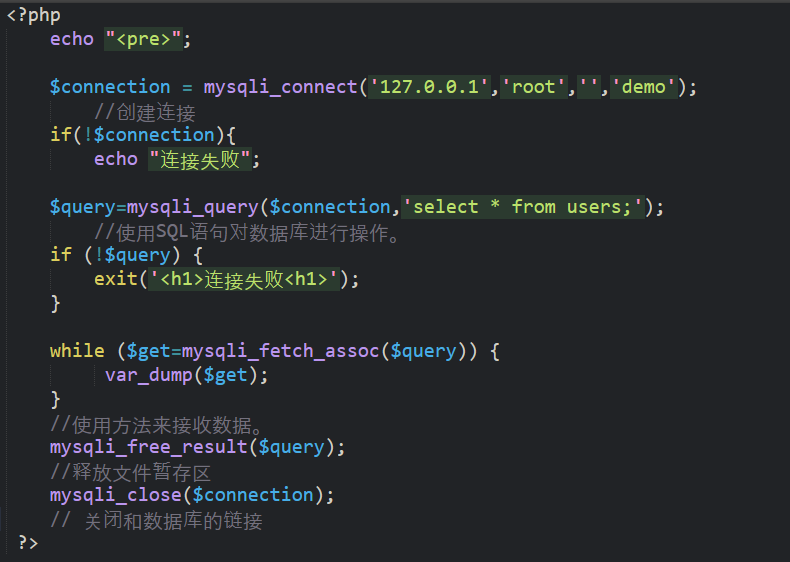 <?php
echo "<pre>";
$connection = mysqli_connect('127.0.0.1','root','','demo');
//创建连接
if(!$connection){
echo "连接失败";
$query=mysqli_query($connection,'select * from users;');
//使用SQL语句对数据库进行操作。
if (!$query) {
exit('<h1>连接失败<h1>');
}
while ($get=mysqli_fetch_assoc($query)) {
var_dump($get);
}
//使用方法来接收数据。
mysqli_free_result($query);
//释放文件暂存区
mysqli_close($connection);
// 关闭和数据库的链接
?>